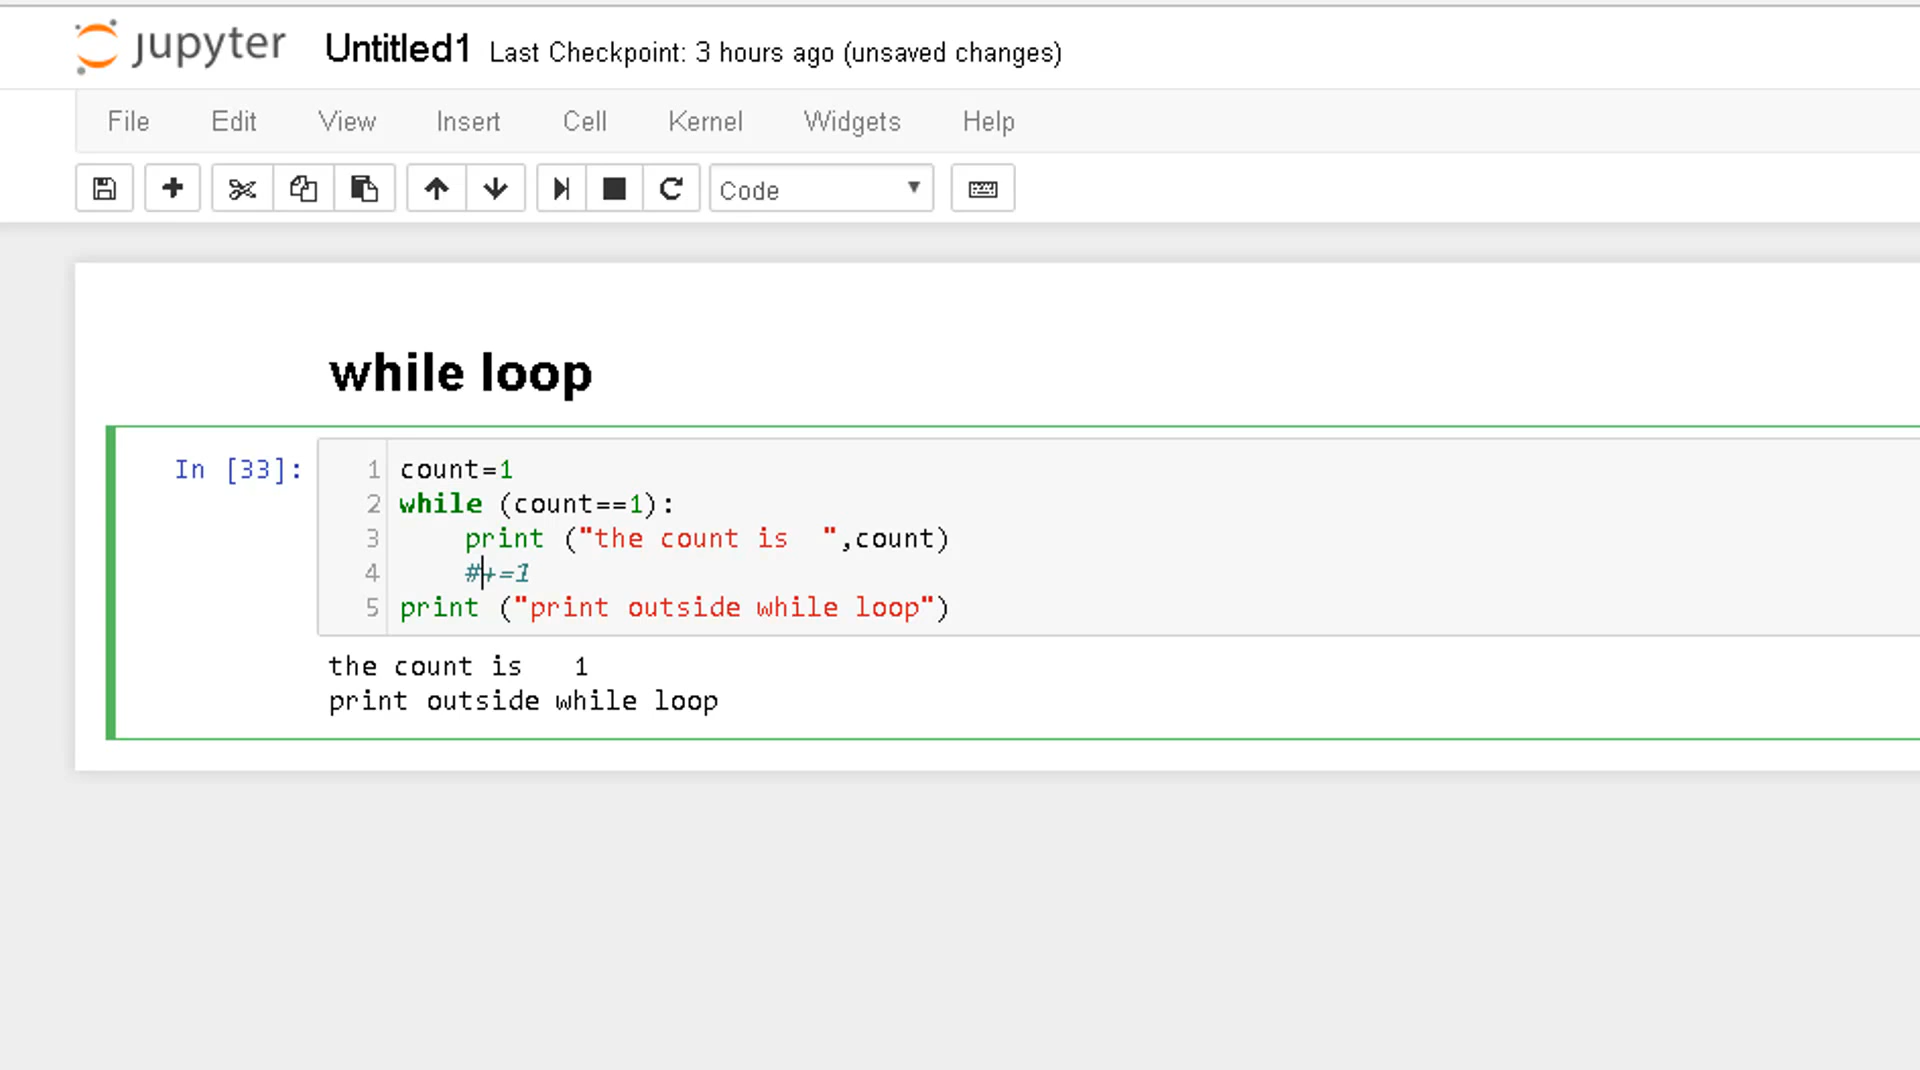 jupyter Untitled1 Last Checkpoint: 3 hours ago (unsaved changes)
File Edit View Insert Cell Kernel Widgets Help
Code
while loop
In [33]:
1 count=1
2 while (count==1):
3     print ("the count is  ",count)
4     #+=1
5 print ("print outside while loop")
the count is   1
print outside while loop